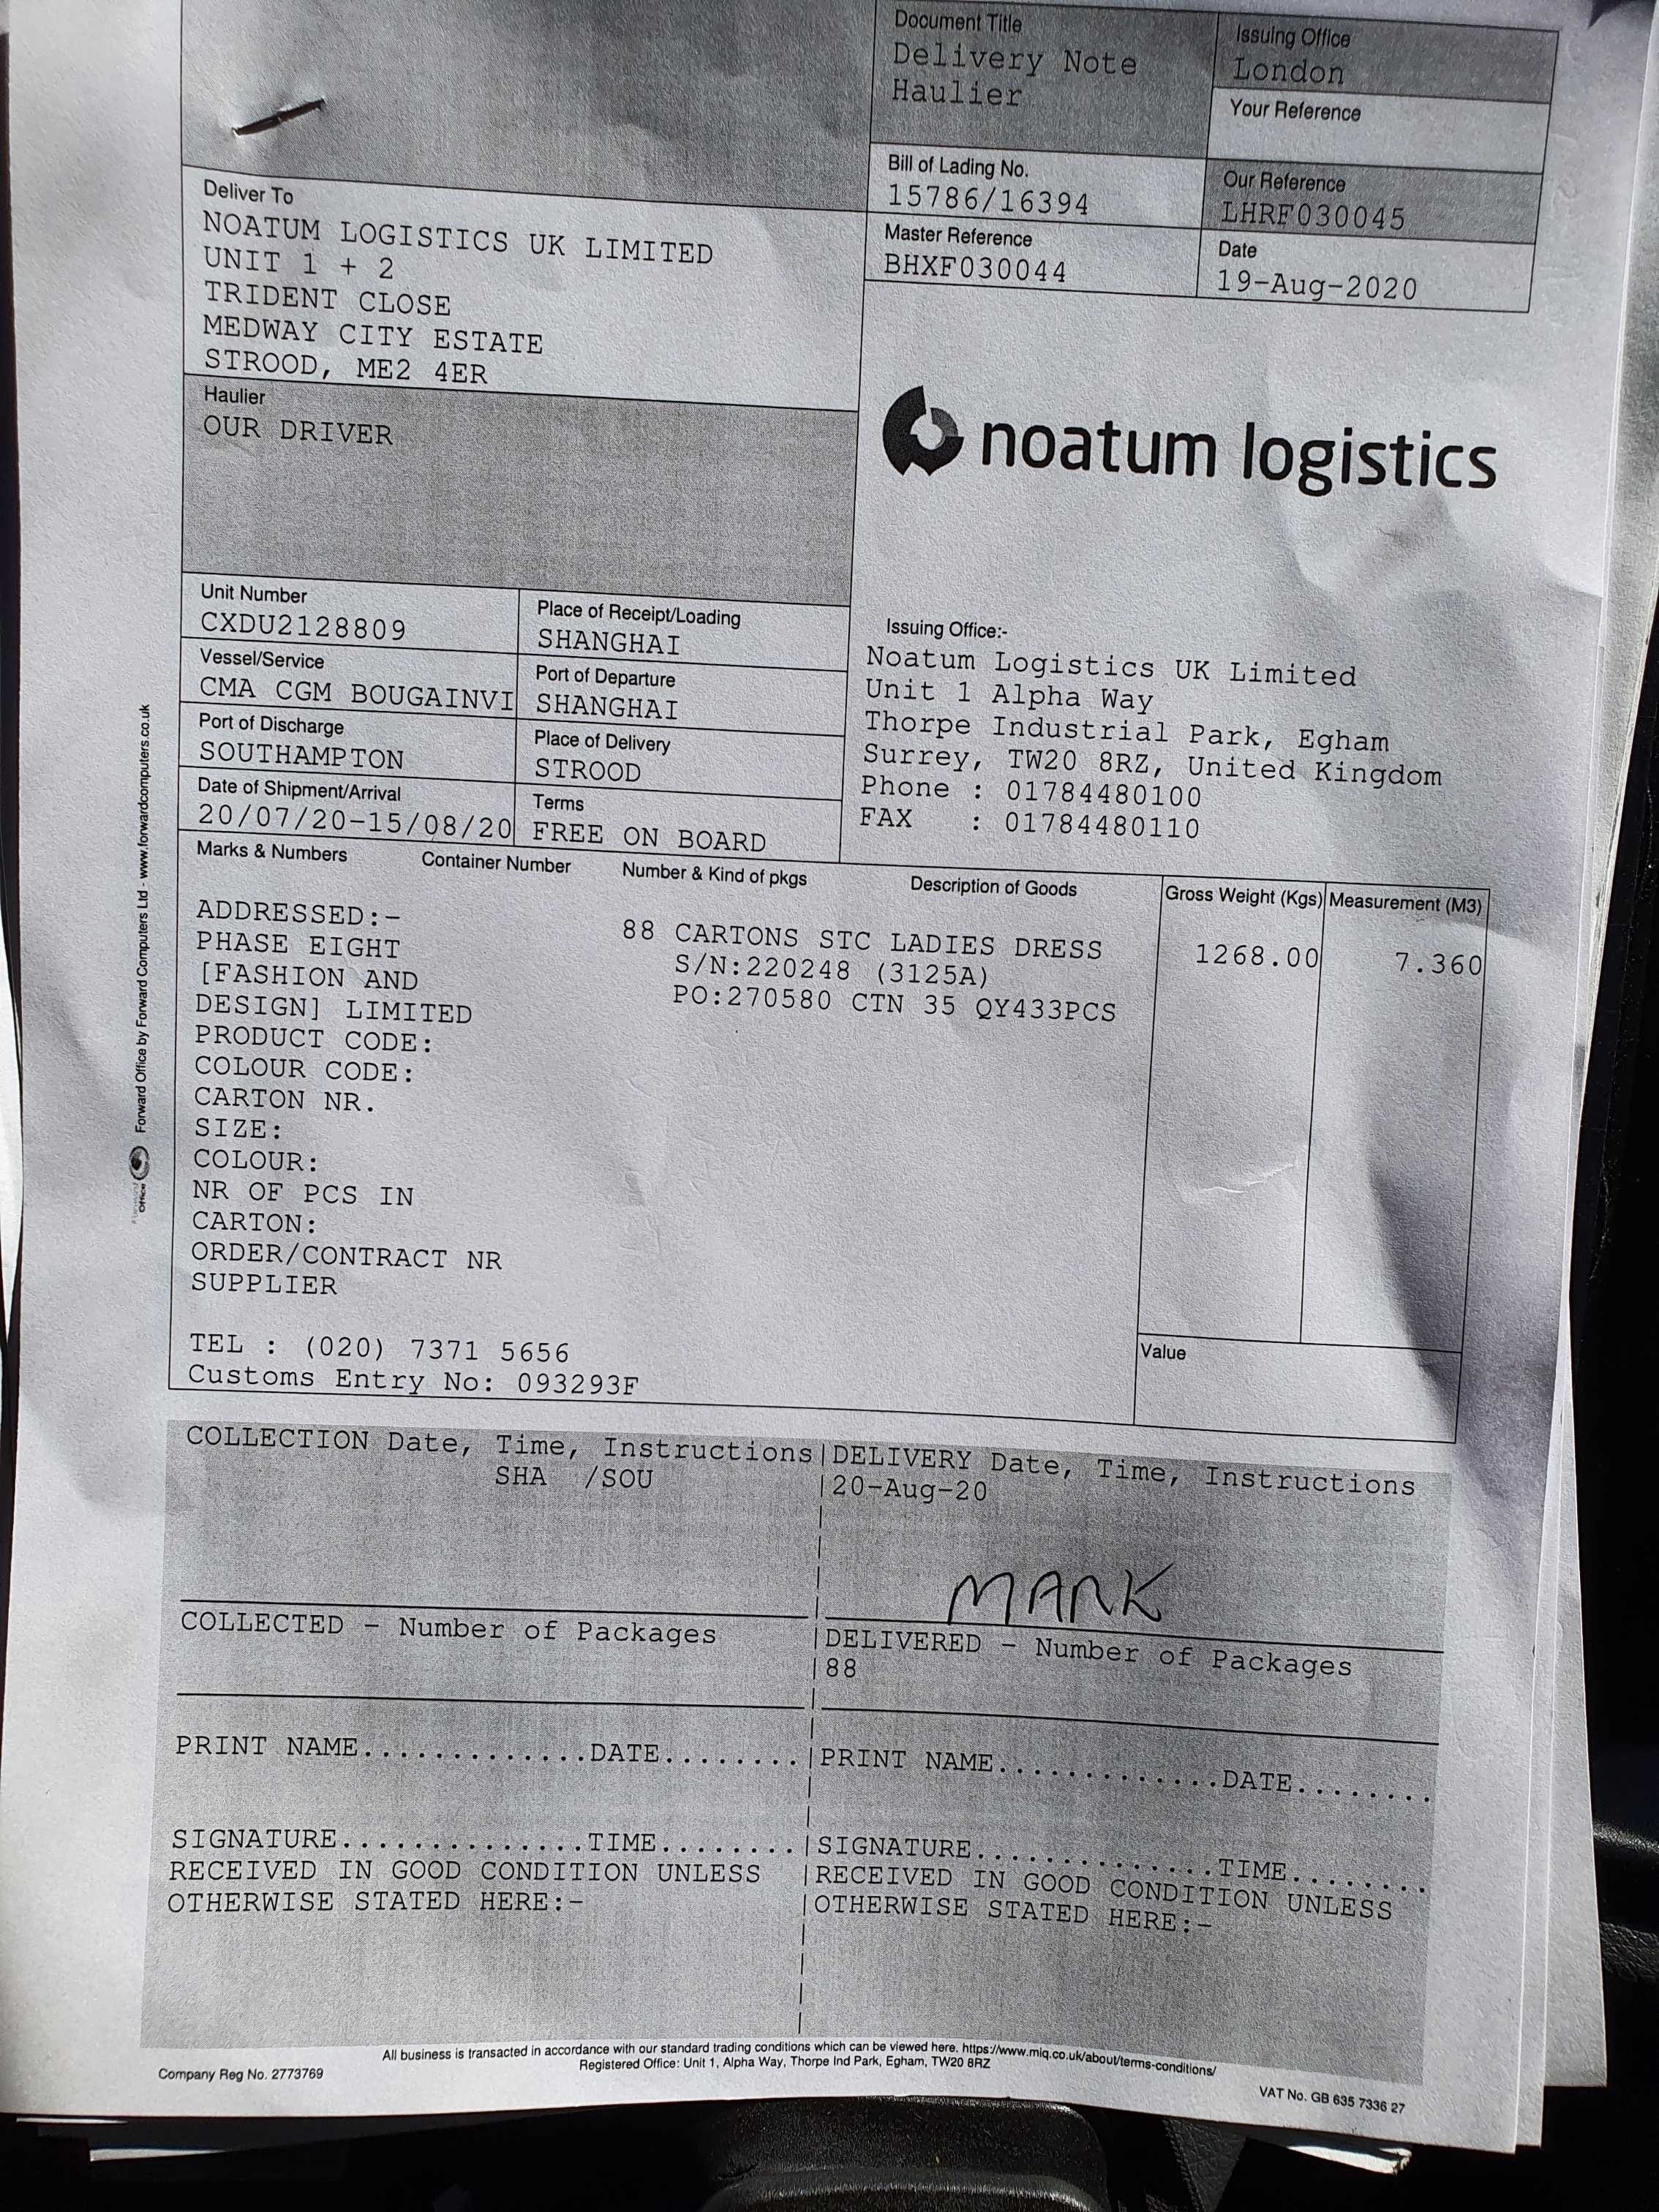 Document Title
Delivery Note
Haulier
Issuing Office
London
Your Reference
Bill of Lading No.
15786/16394
Our Reference
LHRF030045
Master Reference
BHXF030044
Date
19-Aug-2020
Deliver To
NOATUM LOGISTICS UK LIMITED
UNIT 1 + 2
TRIDENT CLOSE
MEDWAY CITY ESTATE
STROOD, ME2 4ER
Haulier
OUR DRIVER
noatum logistics
Unit Number
CXDU2128809
Place of Receipt/Loading
SHANGHAI
Vessel/Service
CMA CGM BOUGAINVI
Port of Departure
SHANGHAI
Port of Discharge
SOUTHAMPTON
Place of Delivery
STROOD
Date of Shipment/Arrival
20/07/20-15/08/20
Terms
FREE ON BOARD
Issuing Office:-
Noatum Logistics UK Limited
Unit 1 Alpha Way
Thorpe Industrial Park, Egham
Surrey, TW20 8RZ, United Kingdom
Phone : 01784480100
FAX : 01784480110
Marks & Numbers Container Number Number & Kind of pkgs Description of Goods Gross Weight (Kgs) Measurement (M3)
ADDRESSED:-
PHASE EIGHT
[FASHION AND
DESIGN] LIMITED
PRODUCT CODE:
COLOUR CODE:
CARTON NR.
SIZE:
COLOUR:
NR OF PCS IN
CARTON:
ORDER/CONTRACT NR
SUPPLIER
TEL : (020) 7371 5656
Customs Entry No: 093293F
88 CARTONS STC LADIES DRESS
S/N:220248 (3125A)
PO:270580 CTN 35 QY433PCS
1268.00
7.360
Value
COLLECTION Date, Time, Instructions
SHA /SOU
DELIVERY Date, Time, Instructions
20-Aug-20
MARK
COLLECTED - Number of Packages
DELIVERED - Number of Packages
88
PRINT NAME.............DATE........
PRINT NAME.............DATE........
SIGNATURE..............TIME........
RECEIVED IN GOOD CONDITION UNLESS
OTHERWISE STATED HERE:-
SIGNATURE..............TIME........
RECEIVED IN GOOD CONDITION UNLESS
OTHERWISE STATED HERE:-
All business is transacted in accordance with our standard trading conditions which can be viewed here. https://www.miq.co.uk/about/terms-conditions/
Registered Office: Unit 1, Alpha Way, Thorpe Ind Park, Egham, TW20 8RZ
Company Reg No. 2773769
VAT No. GB 635 7336 27
Forward Office by Forward Computers Ltd - www.forwardcomputers.co.uk
Office